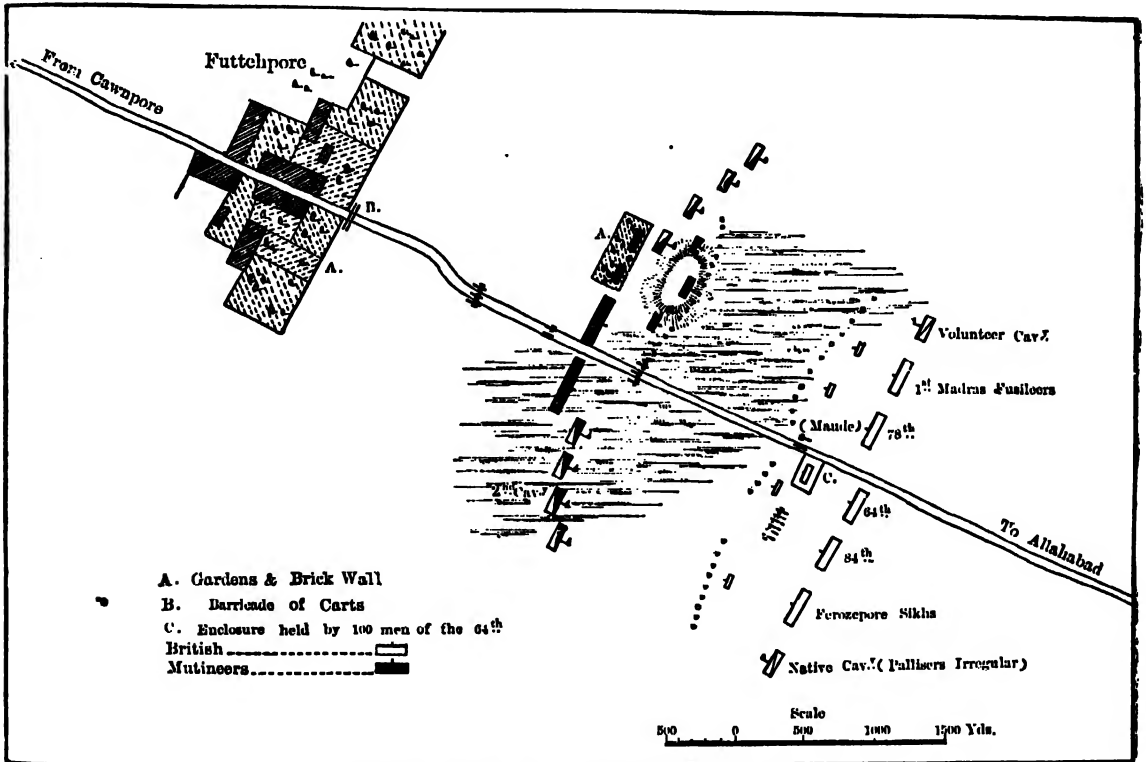 From Cawnpore
Futtehpore
B.
A.
A.
Volunteer Cav.y
1st Madras Fusileers
(Maude)
78th
C.
2nd Cav.y
64th
84th
To Allahabad
Ferozepore Sikhs
Native Cav.y (Pallisers Irregular)
A. Gardens & Brick Wall
B. Barricade of Carts
C. Enclosure held by 100 men of the 64th
British
Mutineers
Scale
500 0 500 1000 1500 Yds.